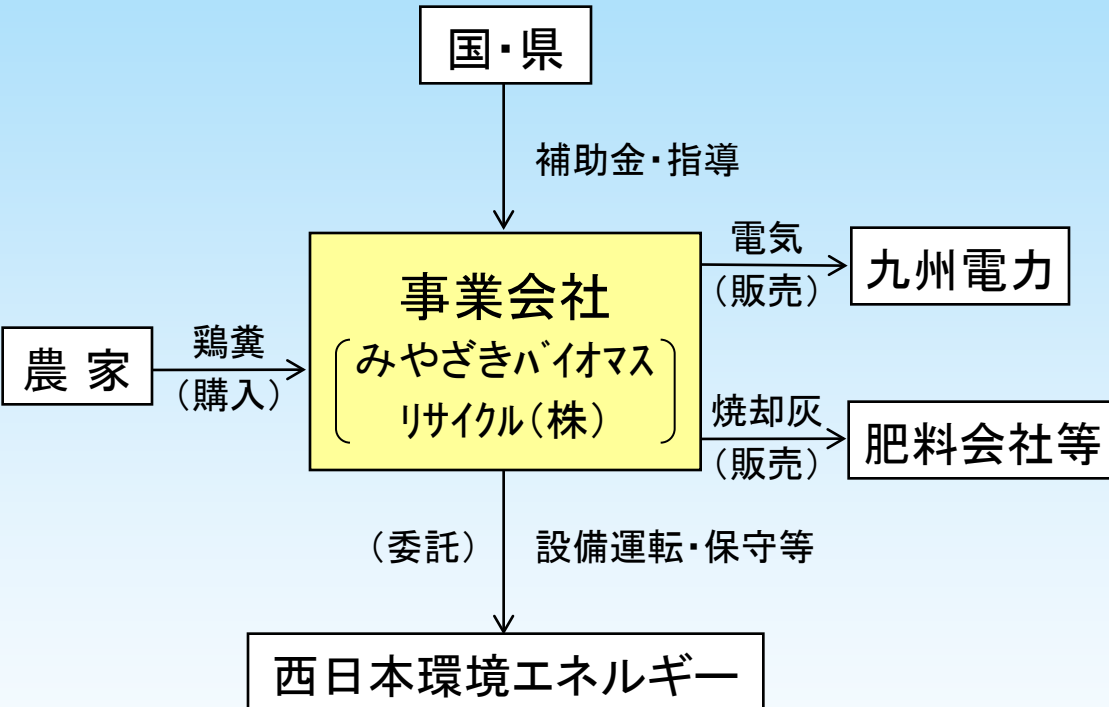 国・県
補助金・指導
電気
(販売)
九州電力
事業会社
みやざきバイオマス
リサイクル(株)
農 家
鶏糞
(購入)
焼却灰
(販売)
肥料会社等
(委託)
設備運転・保守等
西日本環境エネルギー